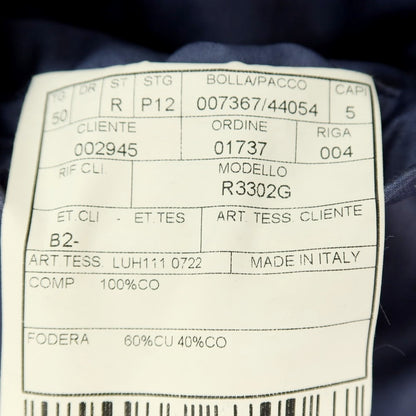 TG DR ST STG BOLLA/PACCO CAPI
50 R P12 007367/44054 5
CLIENTE ORDINE RIGA
002945 01737 004
RIF CLI. MODELLO
R3302G
ET.CLI - ET.TES ART TESS CLIENTE
B2-
ART TESS LUH111 0722 MADE IN ITALY
COMP 100%CO
FODERA 60%CU 40%CO